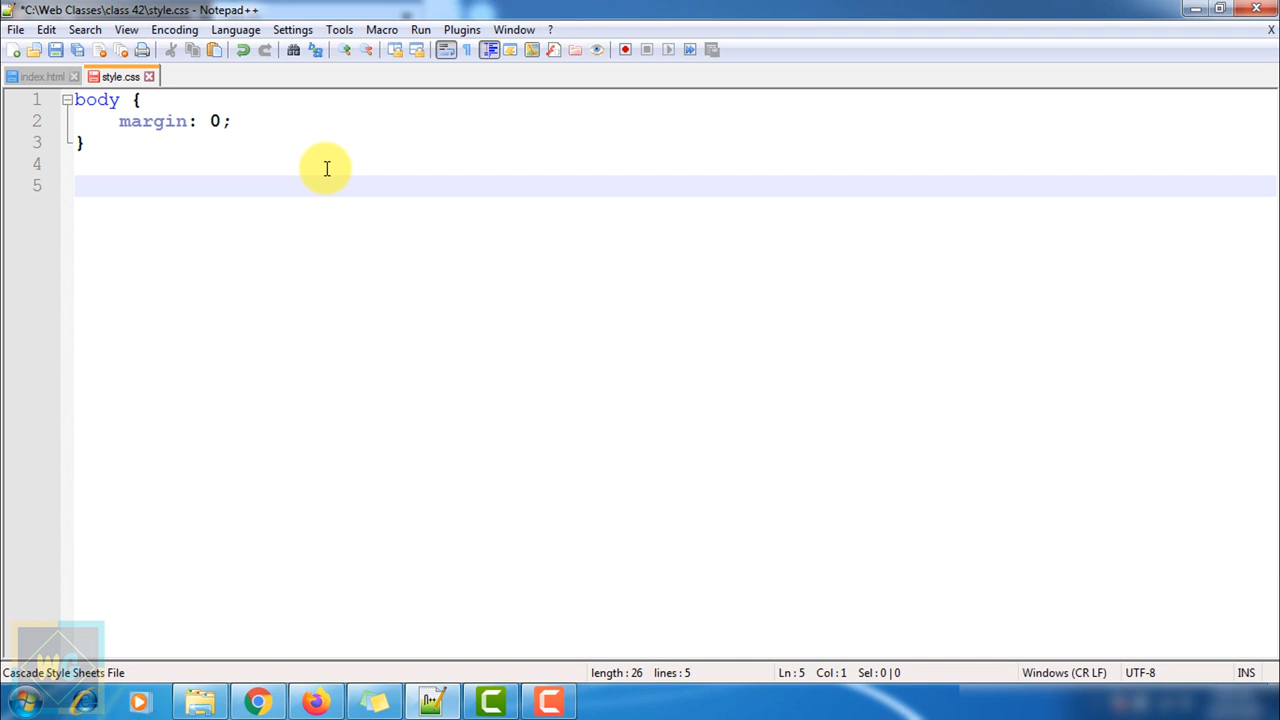 *C:\Web Classes\class 42\style.css - Notepad++
File Edit Search View Encoding Language Settings Tools Macro Run Plugins Window ? X
index.html style.css
1 body {
2 margin: 0;
3 }
4
5
Cascade Style Sheets File length : 26 lines : 5 Ln : 5 Col : 1 Sel : 0 | 0 Windows (CR LF) UTF-8 INS